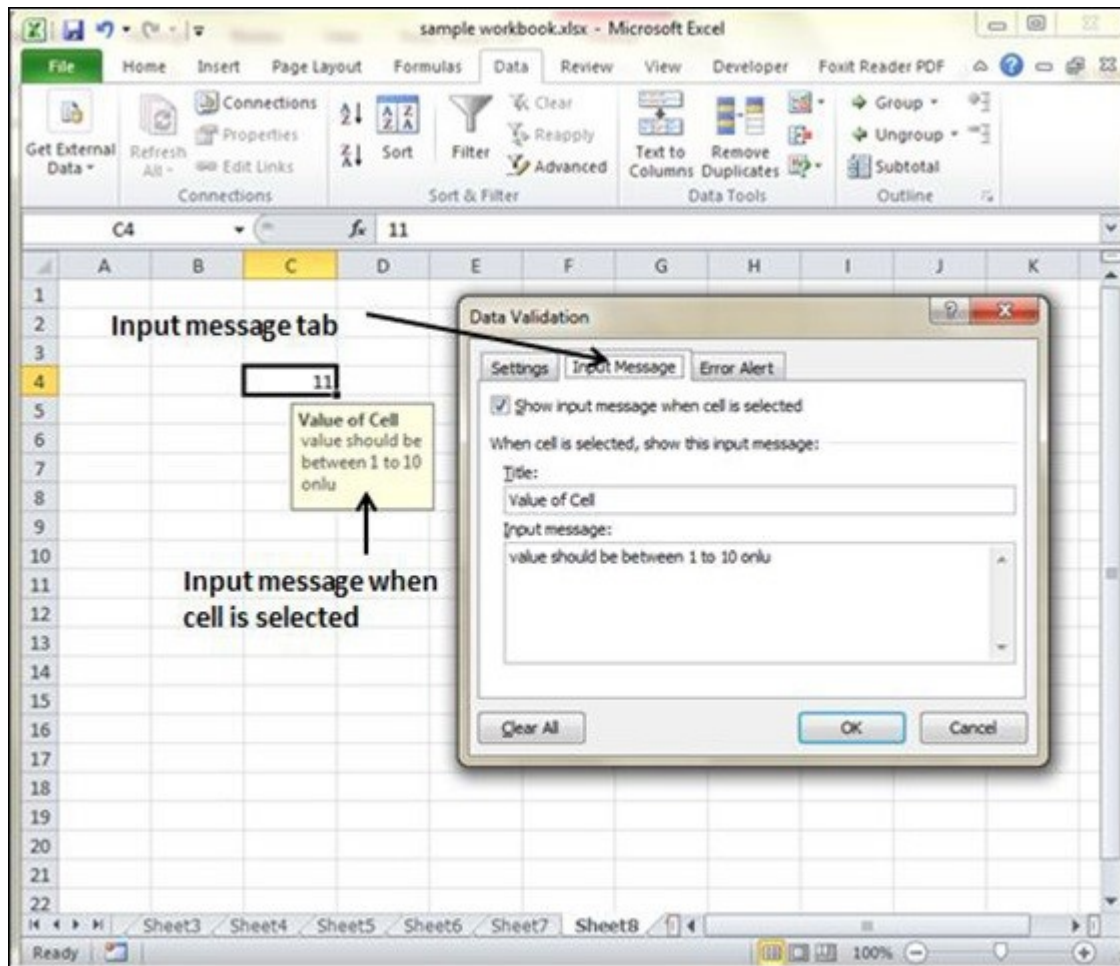 sample workbook.xlsx - Microsoft Excel
File Home Insert Page Layout Formulas Data Review View Developer Foxit Reader PDF
Get External Data
Refresh All
Connections
Properties
Edit Links
Connections
Sort
Filter
Clear
Reapply
Advanced
Sort & Filter
Text to Columns
Remove Duplicates
Data Tools
Group
Ungroup
Subtotal
Outline
C4 fx 11
A B C D E F G H I J K
1
2
3
4
5
6
7
8
9
10
11
12
13
14
15
16
17
18
19
20
21
22
Input message tab
11
Value of Cell
value should be
between 1 to 10
onlu
Input message when
cell is selected
Data Validation
Settings Input Message Error Alert
Show input message when cell is selected
When cell is selected, show this input message:
Title:
Value of Cell
Input message:
value should be between 1 to 10 onlu
Clear All OK Cancel
Sheet3 Sheet4 Sheet5 Sheet6 Sheet7 Sheet8
Ready 100%